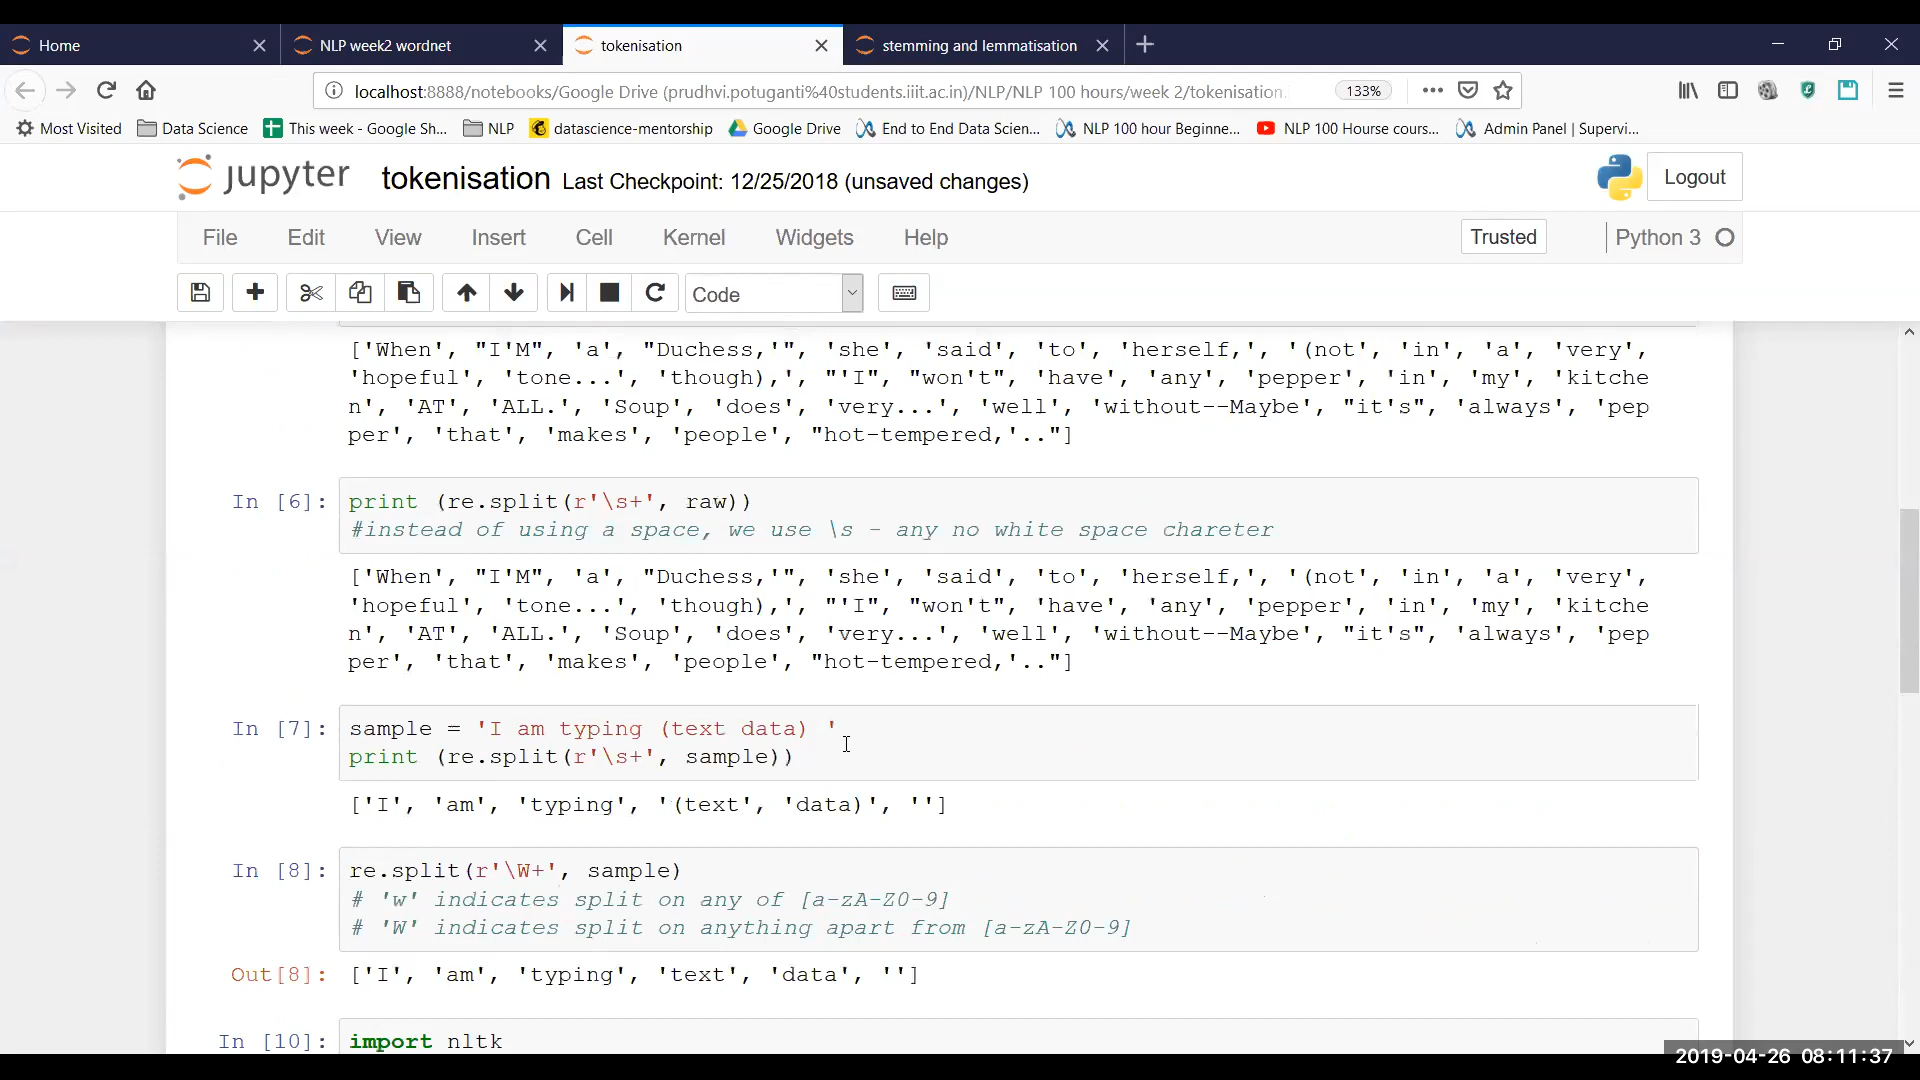 Home
NLP week2 wordnet
tokenisation
stemming and lemmatisation
localhost:8888/notebooks/Google Drive (prudhvi.potuganti%40students.iiit.ac.in)/NLP/NLP 100 hours/week 2/tokenisation.
133%
Most Visited
Data Science
This week - Google Sh...
NLP
datascience-mentorship
Google Drive
End to End Data Scien...
NLP 100 hour Beginne...
NLP 100 Hourse cours...
Admin Panel | Supervi...
jupyter
tokenisation Last Checkpoint: 12/25/2018 (unsaved changes)
Logout
File Edit View Insert Cell Kernel Widgets Help
Trusted
Python 3
Code
['When', "I'M", 'a', "Duchess,'", 'she', 'said', 'to', 'herself,', '(not', 'in', 'a', 'very',
'hopeful', 'tone...', 'though),', "'I", "won't", 'have', 'any', 'pepper', 'in', 'my', 'kitche
n', 'AT', 'ALL.', 'Soup', 'does', 'very...', 'well', 'without--Maybe', "it's", 'always', 'pep
per', 'that', 'makes', 'people', "hot-tempered,'.."]
In [6]: print (re.split(r'\s+', raw))
#instead of using a space, we use \s - any no white space chareter
['When', "I'M", 'a', "Duchess,'", 'she', 'said', 'to', 'herself,', '(not', 'in', 'a', 'very',
'hopeful', 'tone...', 'though),', "'I", "won't", 'have', 'any', 'pepper', 'in', 'my', 'kitche
n', 'AT', 'ALL.', 'Soup', 'does', 'very...', 'well', 'without--Maybe', "it's", 'always', 'pep
per', 'that', 'makes', 'people', "hot-tempered,'.."]
In [7]: sample = 'I am typing (text data) '
print (re.split(r'\s+', sample))
['I', 'am', 'typing', '(text', 'data)', '']
In [8]: re.split(r'\W+', sample)
# 'w' indicates split on any of [a-zA-Z0-9]
# 'W' indicates split on anything apart from [a-zA-Z0-9]
Out[8]: ['I', 'am', 'typing', 'text', 'data', '']
In [10]: import nltk
2019-04-26 08:11:37